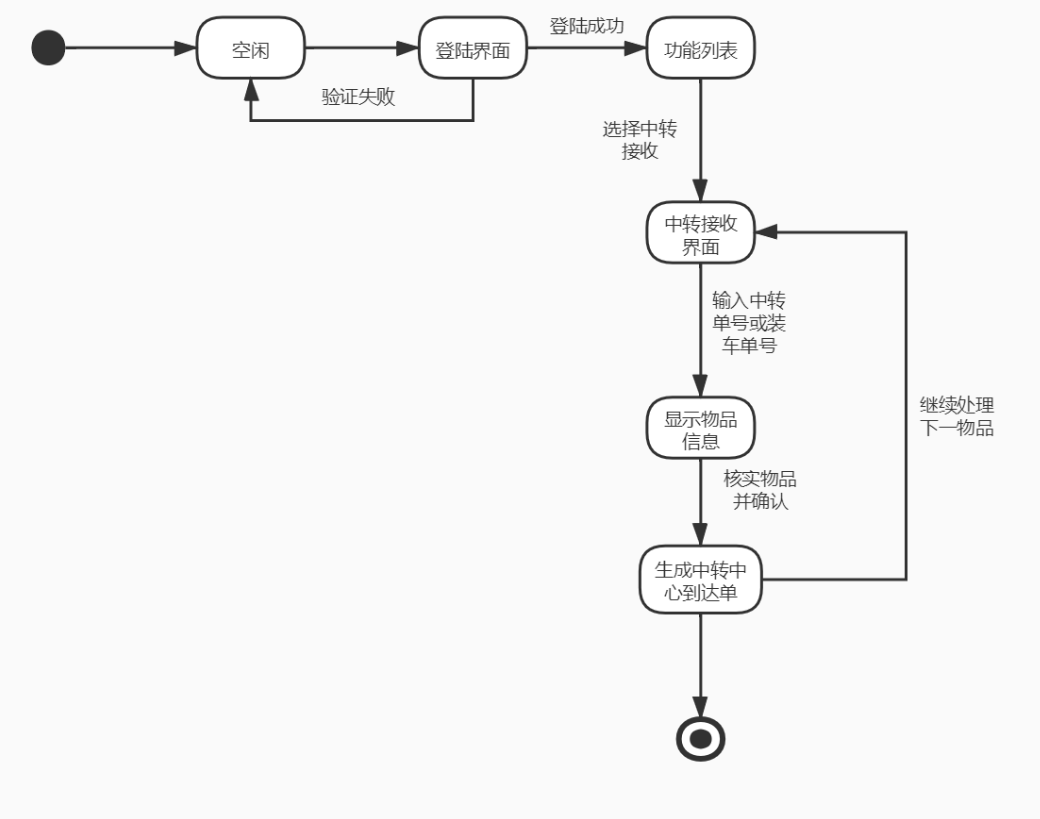 登陆成功
空闲
登陆界面
功能列表
验证失败
选择中转
接收
中转接收
界面
输入中转
单号或装
车单号
显示物品
信息
继续处理
下一物品
核实物品
并确认
生成中转中
心到达单